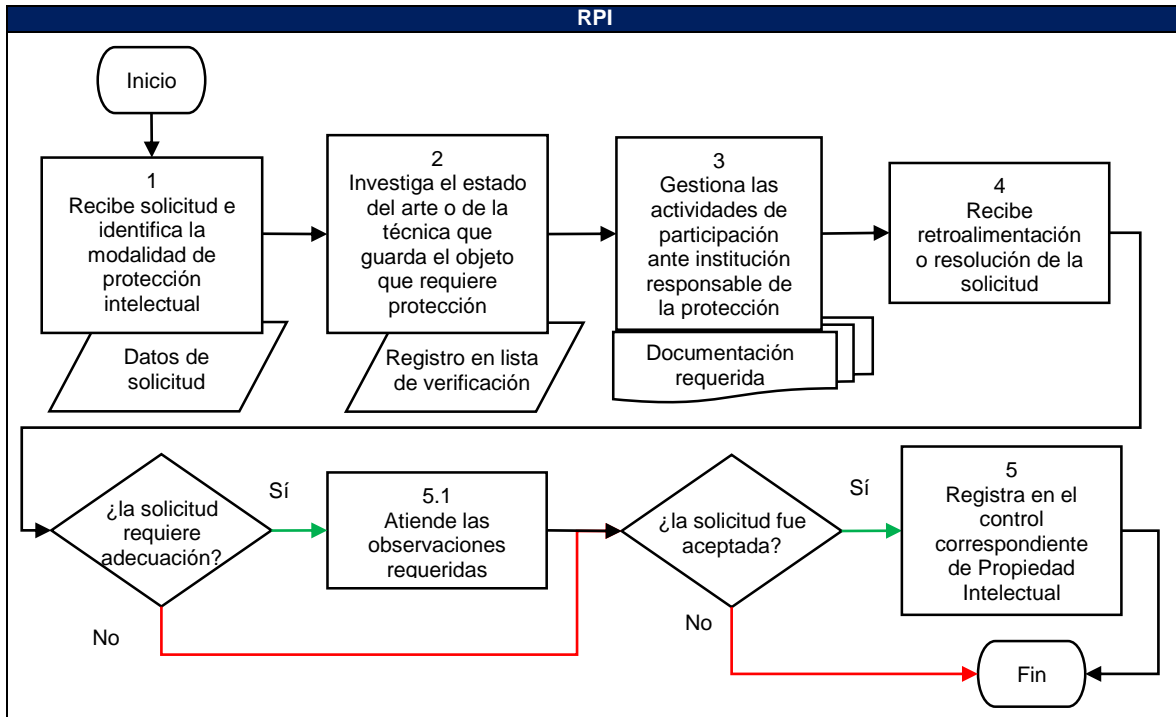 RPI
Inicio
1
Recibe solicitud e
identifica la
modalidad de
protección
intelectual
Datos de
solicitud
2
Investiga el estado
del arte o de la
técnica que
guarda el objeto
que requiere
protección
Registro en lista
de verificación
3
Gestiona las
actividades de
participación
ante institución
responsable de
la protección
Documentación
requerida
4
Recibe
retroalimentación
o resolución de la
solicitud
¿la solicitud
requiere
adecuación?
Sí
No
5.1
Atiende las
observaciones
requeridas
¿la solicitud fue
aceptada?
Sí
No
5
Registra en el
control
correspondiente
de Propiedad
Intelectual
Fin